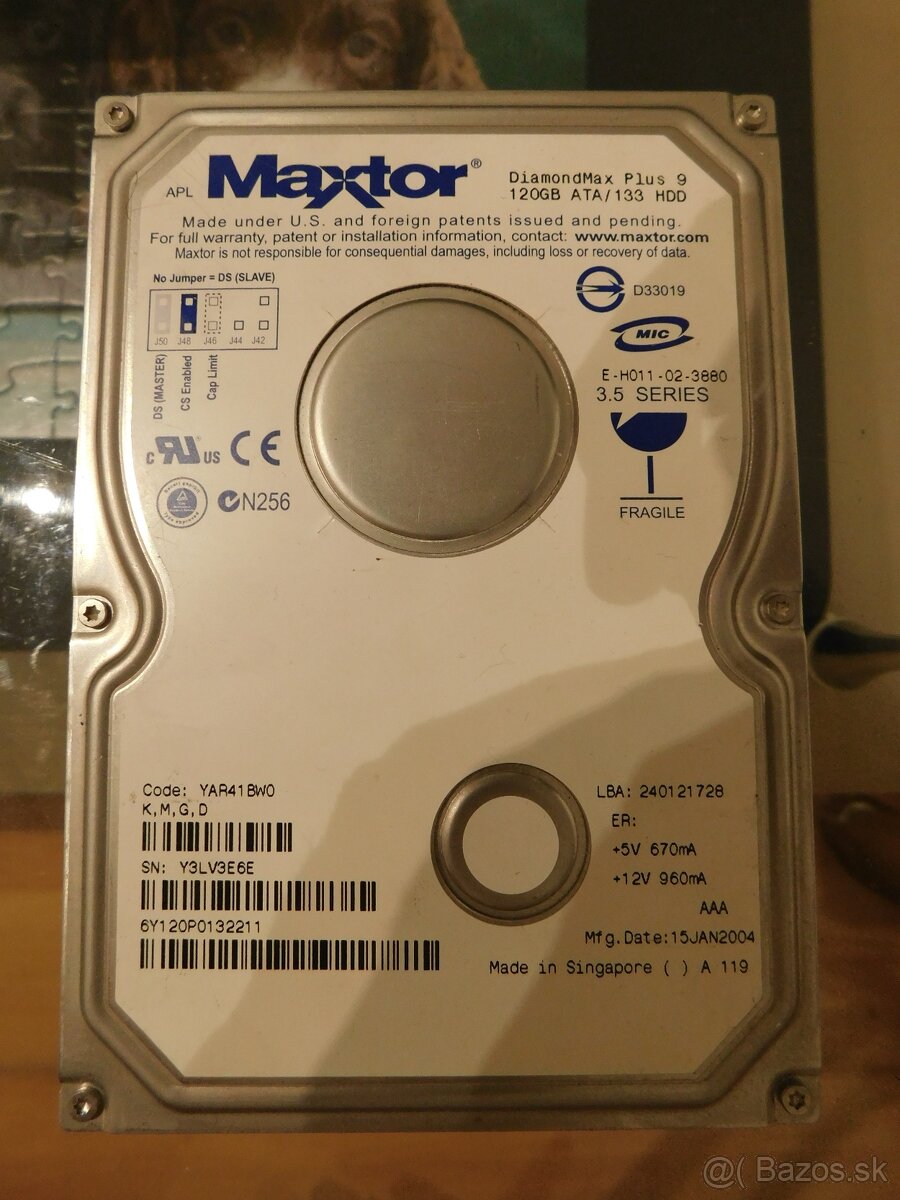 APL Maxtor®
DiamondMax Plus 9
120GB ATA/133 HDD
Made under U.S. and foreign patents issued and pending.
For full warranty, patent or installation information, contact: www.maxtor.com
Maxtor is not responsible for consequential damages, including loss or recovery of data.
No Jumper = DS (SLAVE)
J50 J48 J46 J44 J42
DS (MASTER)
CS Enabled
Cap Limit
D33019
MIC
E-H011-02-3880
3.5 SERIES
c RU US CE
N256
FRAGILE
Code: YAR41BW0
K,M,G,D
SN: Y3LV3E6E
6Y120P0132211
LBA: 240121728
ER:
+5V 670mA
+12V 960mA
AAA
Mfg.Date:15JAN2004
Made in Singapore ( ) A 119
@( Bazos.sk